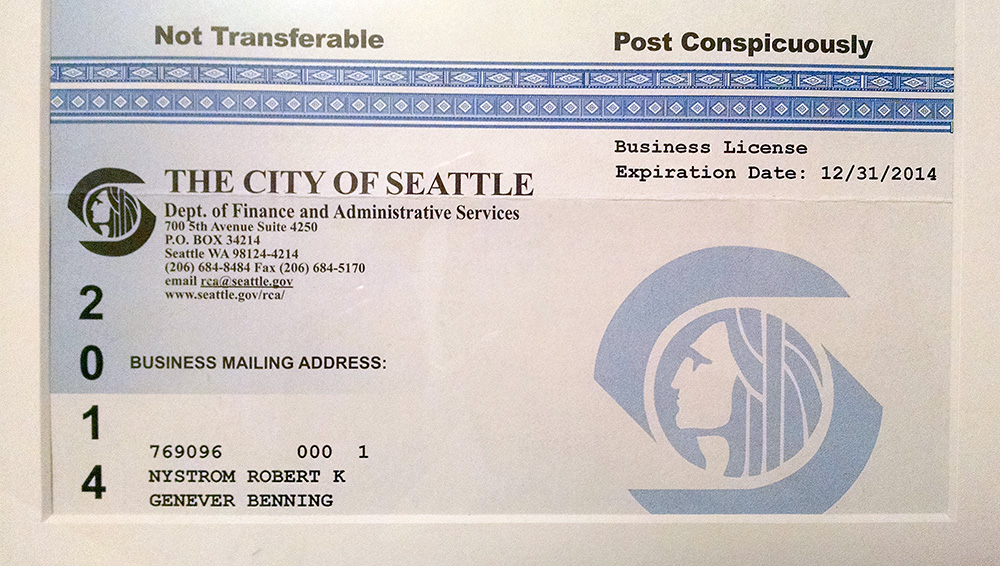 Not Transferable
Post Conspicuously
Business License
Expiration Date: 12/31/2014
THE CITY OF SEATTLE
Dept. of Finance and Administrative Services
700 5th Avenue Suite 4250
P.O. BOX 34214
Seattle WA 98124-4214
(206) 684-8484 Fax (206) 684-5170
email rca@seattle.gov
www.seattle.gov/rca/
2
0
1
4
BUSINESS MAILING ADDRESS:
769096 000 1
NYSTROM ROBERT K
GENEVER BENNING